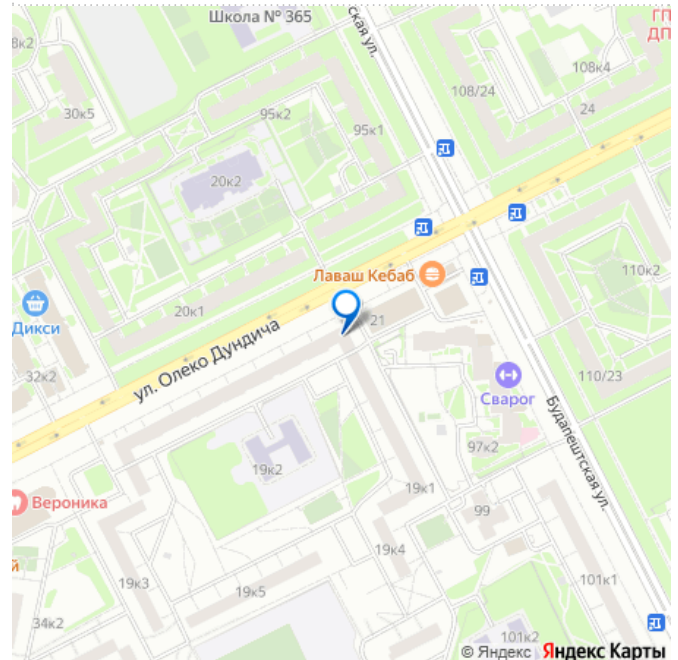 Школа № 365
ская ул.
ГП
ДП
8к2
108к4
108/24
30к5
95к2
95к1
24
20к2
Лаваш Кебаб
110к2
Дикси
20к1
21
ул. Олеко Дундича
32к2
Сварог
110/23
Будапештская ул.
97к2
19к2
19к1
Вероника
99
й
19к4
19к3
19к5
101к1
34к2
101к2
© Яндекс Яндекс Карты